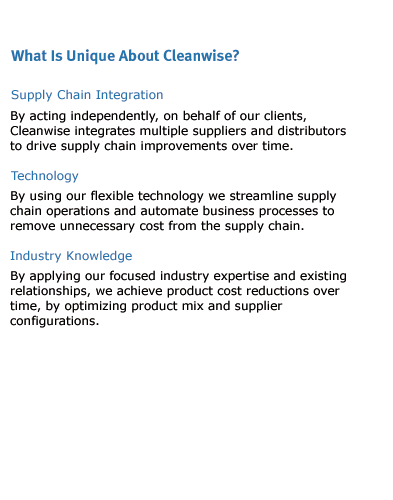 What Is Unique About Cleanwise?
Supply Chain Integration
By acting independently, on behalf of our clients,
Cleanwise integrates multiple suppliers and distributors
to drive supply chain improvements over time.
Technology
By using our flexible technology we streamline supply
chain operations and automate business processes to
remove unnecessary cost from the supply chain.
Industry Knowledge
By applying our focused industry expertise and existing
relationships, we achieve product cost reductions over
time, by optimizing product mix and supplier
configurations.